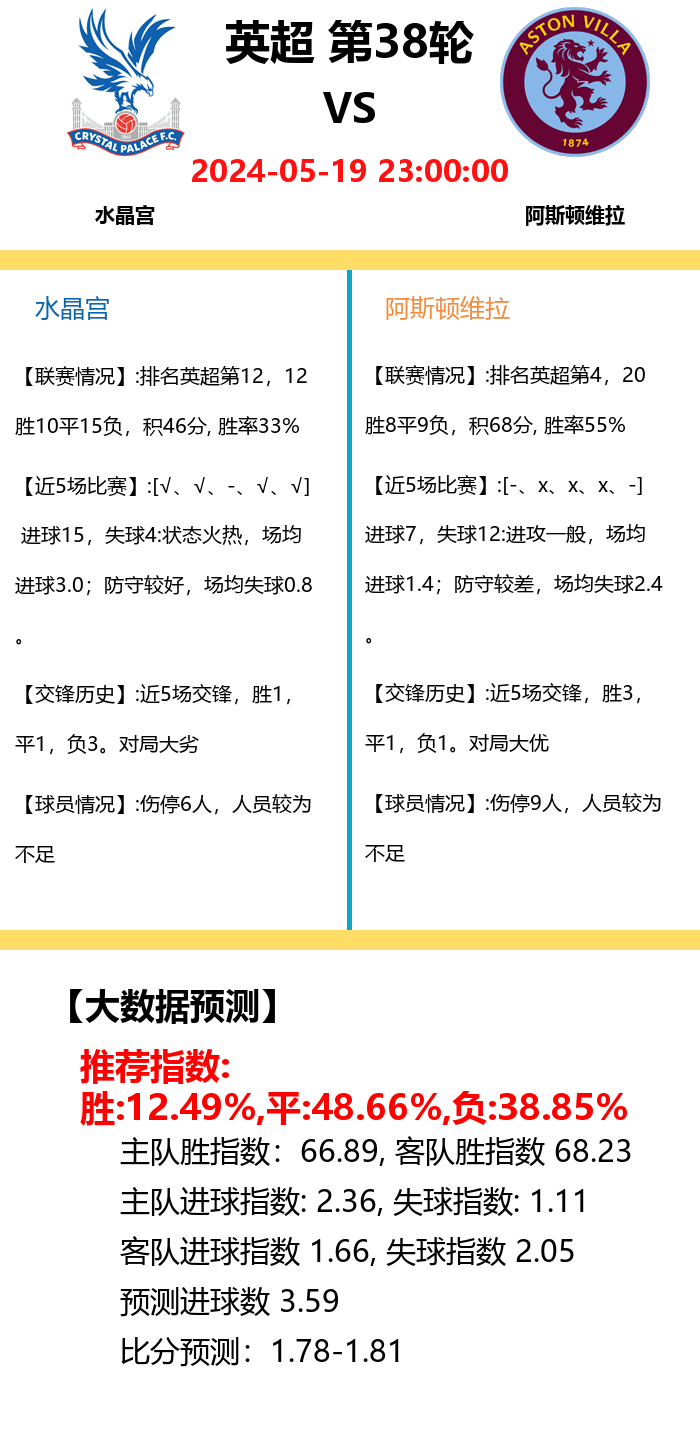 英超 第38轮
VS
2024-05-19 23:00:00
CRYSTAL PALACE F.C.
ASTON VILLA
1874
水晶宫
阿斯顿维拉
水晶宫
【联赛情况】:排名英超第12，12
胜10平15负，积46分, 胜率33%
【近5场比赛】:[√、√、-、√、√]
进球15，失球4:状态火热，场均
进球3.0；防守较好，场均失球0.8
。
【交锋历史】:近5场交锋，胜1，
平1，负3。对局大劣
【球员情况】:伤停6人，人员较为
不足
阿斯顿维拉
【联赛情况】:排名英超第4，20
胜8平9负，积68分, 胜率55%
【近5场比赛】:[-、x、x、x、-]
进球7，失球12:进攻一般，场均
进球1.4；防守较差，场均失球2.4
。
【交锋历史】:近5场交锋，胜3，
平1，负1。对局大优
【球员情况】:伤停9人，人员较为
不足
【大数据预测】
推荐指数:
胜:12.49%,平:48.66%,负:38.85%
主队胜指数：66.89, 客队胜指数 68.23
主队进球指数: 2.36, 失球指数: 1.11
客队进球指数 1.66, 失球指数 2.05
预测进球数 3.59
比分预测：1.78-1.81